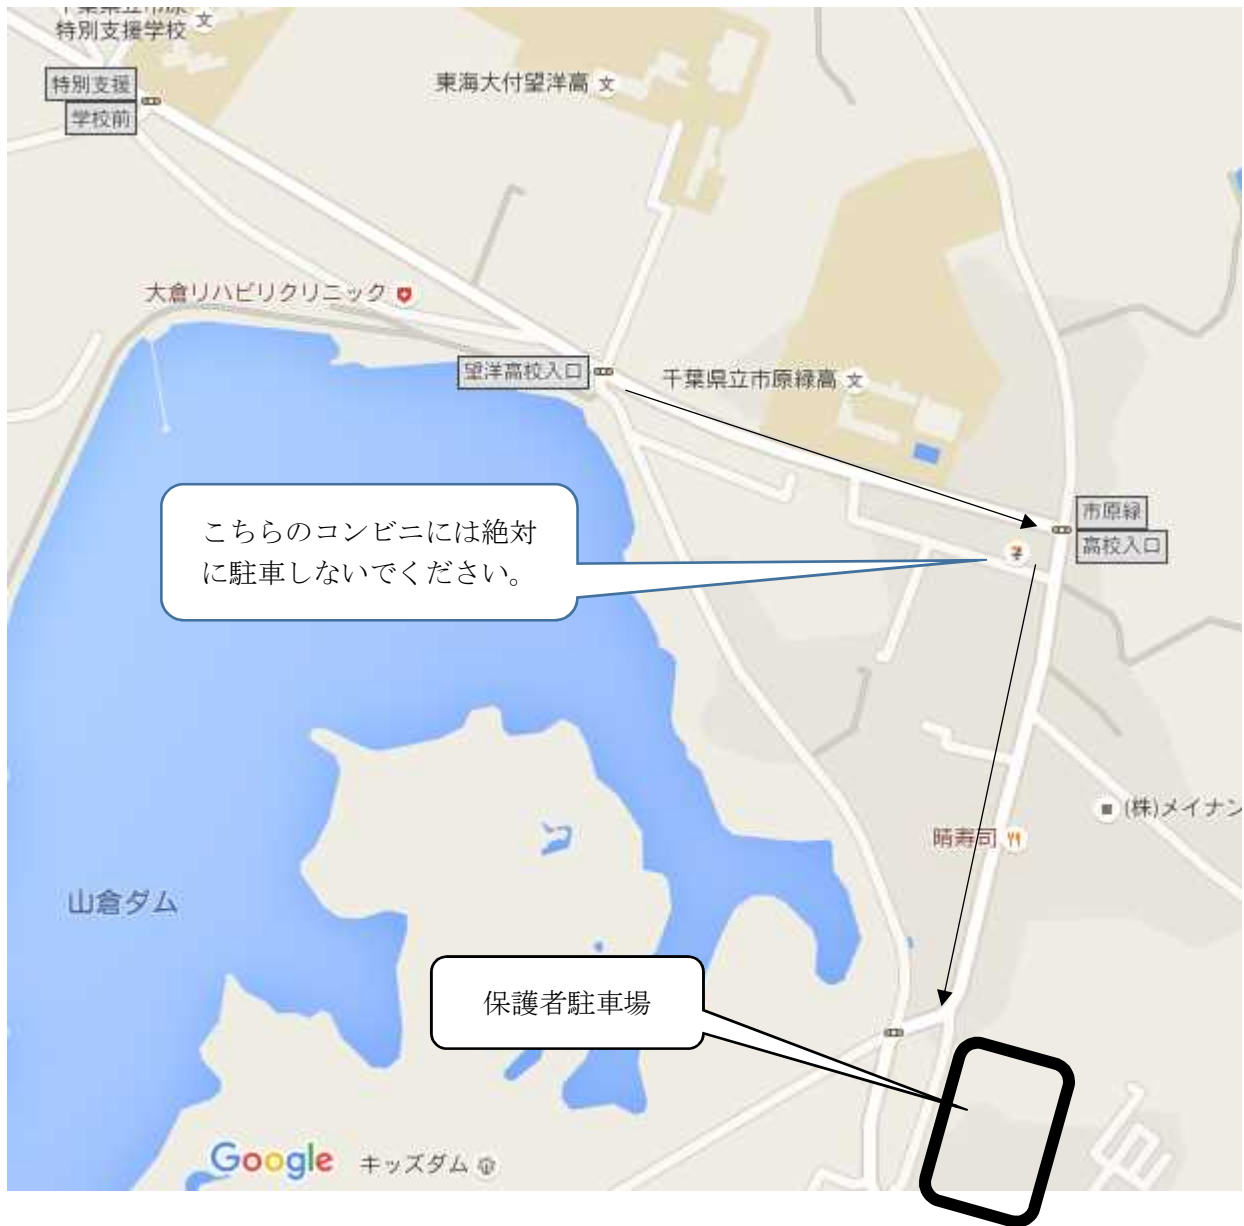 特別支援学校
特別支援
学校前
東海大付望洋高
大倉リハビリクリニック
望洋高校入口
千葉県立市原緑高
市原緑
高校入口
こちらのコンビニには絶対
に駐車しないでください。
(株)メイナン
晴寿司
山倉ダム
保護者駐車場
Google
キッズダム